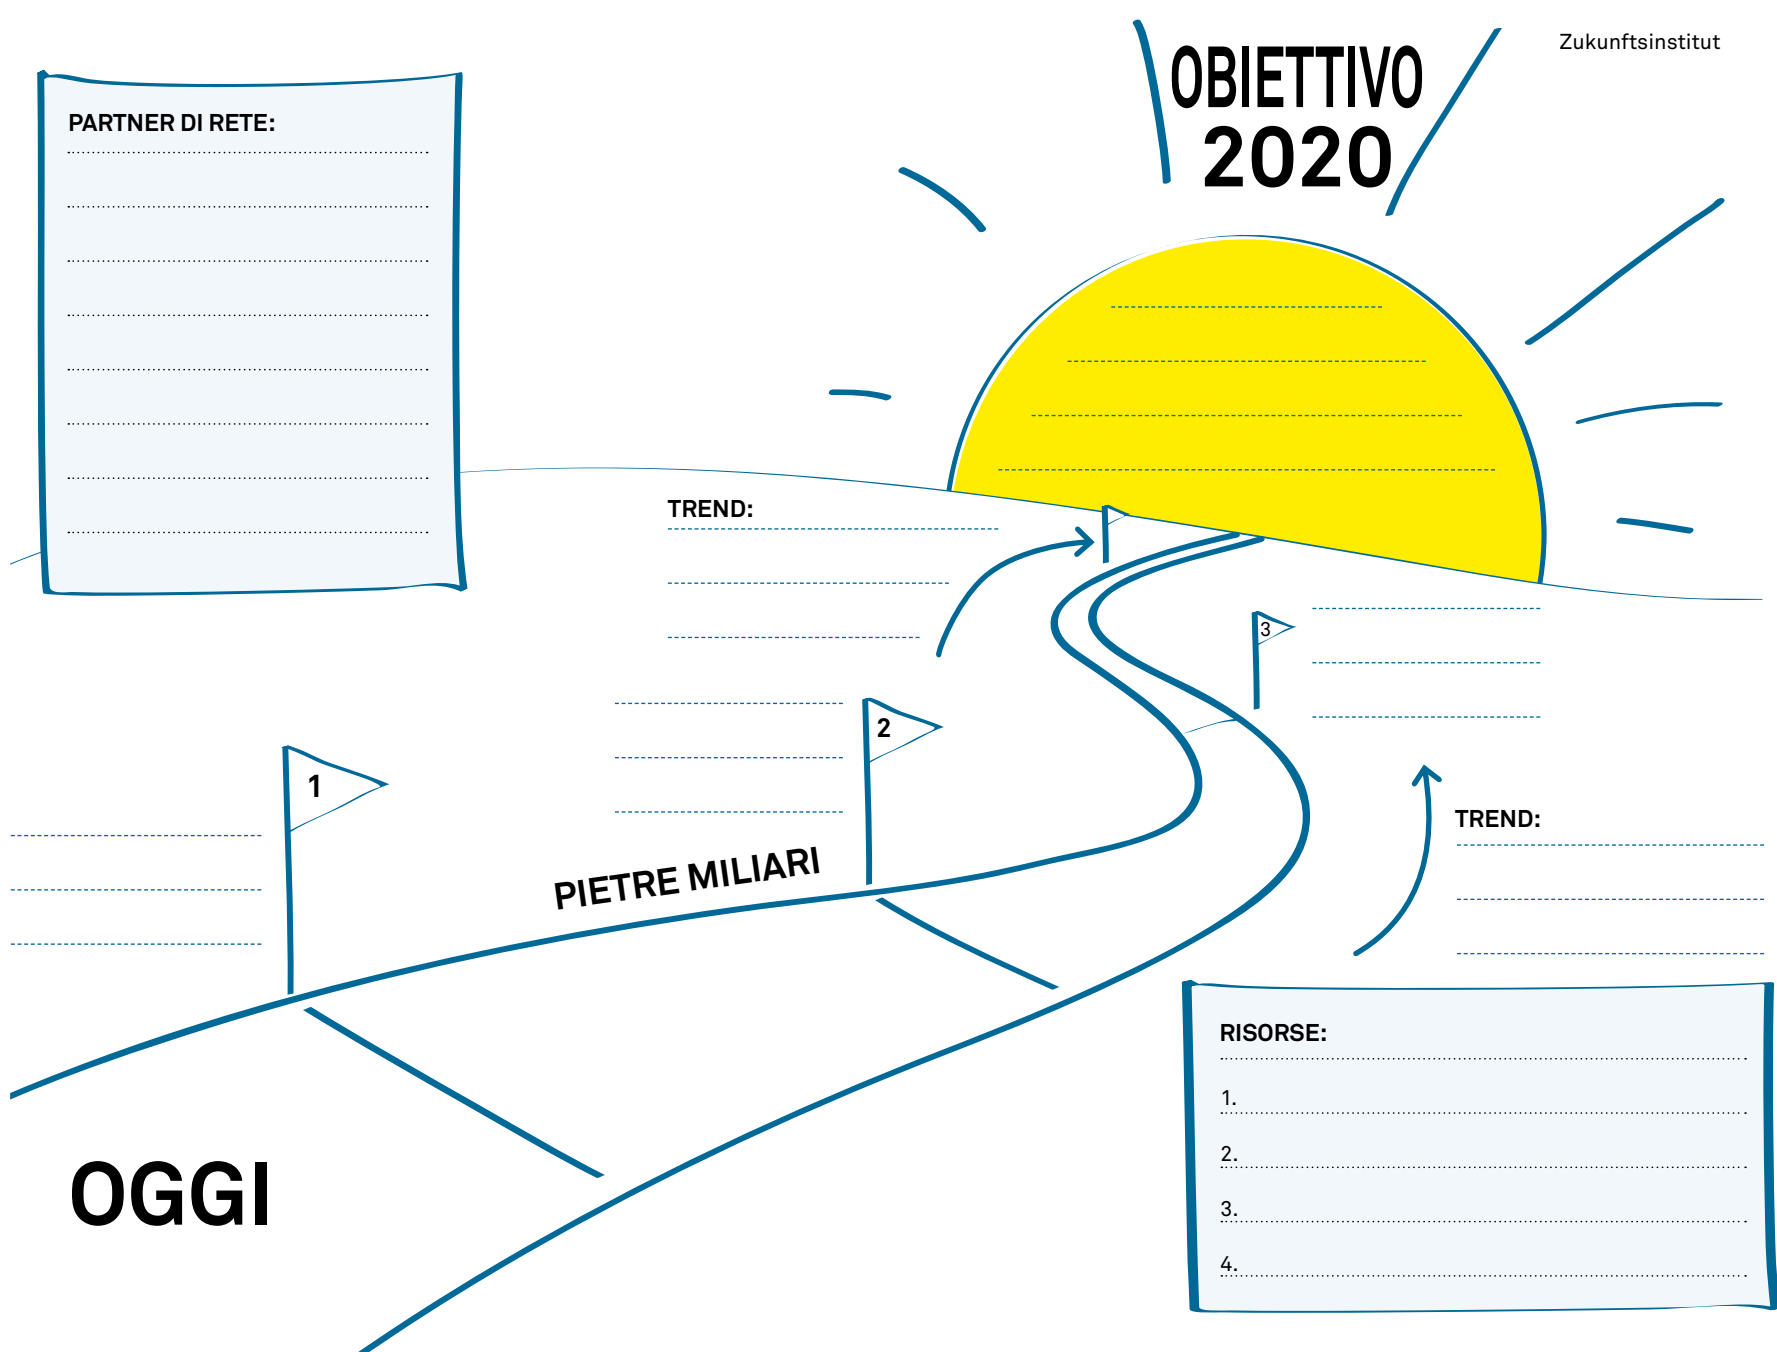 Zukunftsinstitut
OBIETTIVO
2020
PARTNER DI RETE:
TREND:
3
2
1
PIETRE MILIARI
TREND:
RISORSE:
1.
2.
3.
4.
OGGI